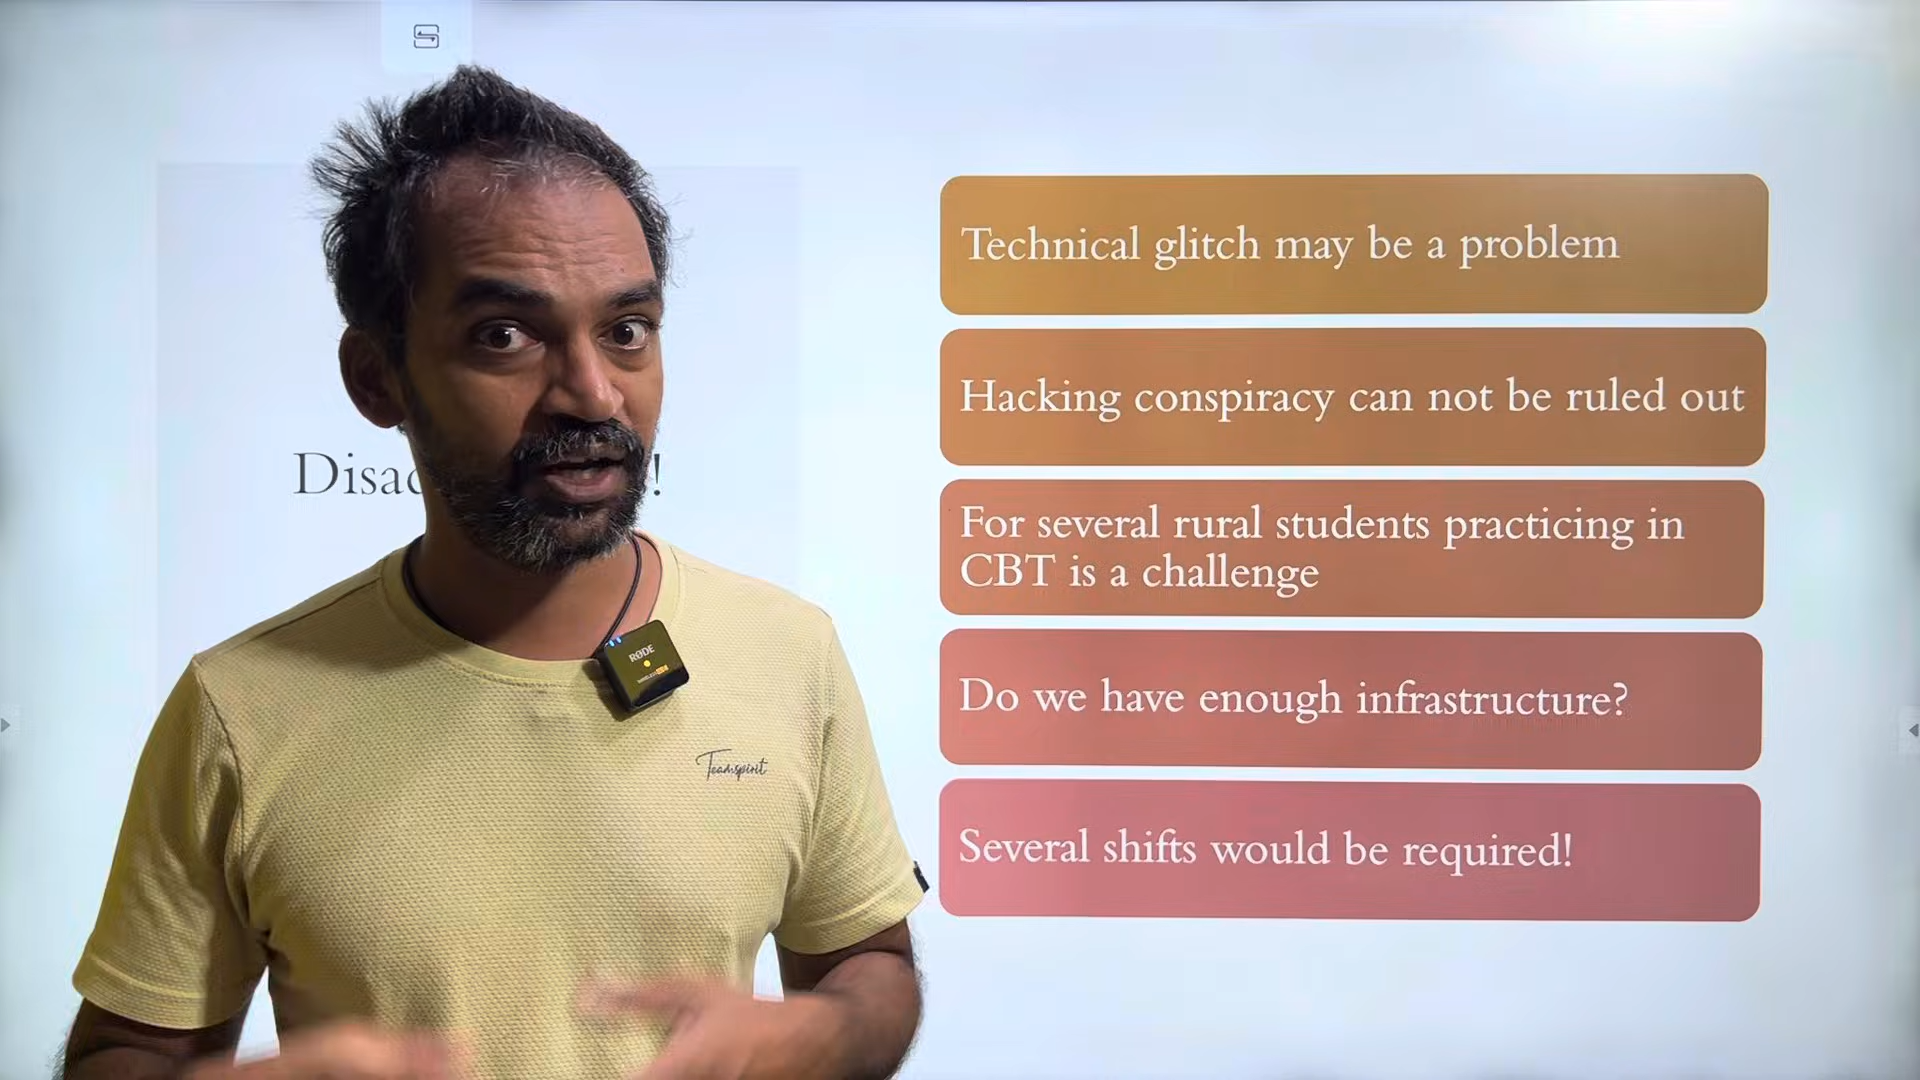 Technical glitch may be a problem
Hacking conspiracy can not be ruled out
For several rural students practicing in
CBT is a challenge
Do we have enough infrastructure?
Several shifts would be required!
RØDE
Teamspirit